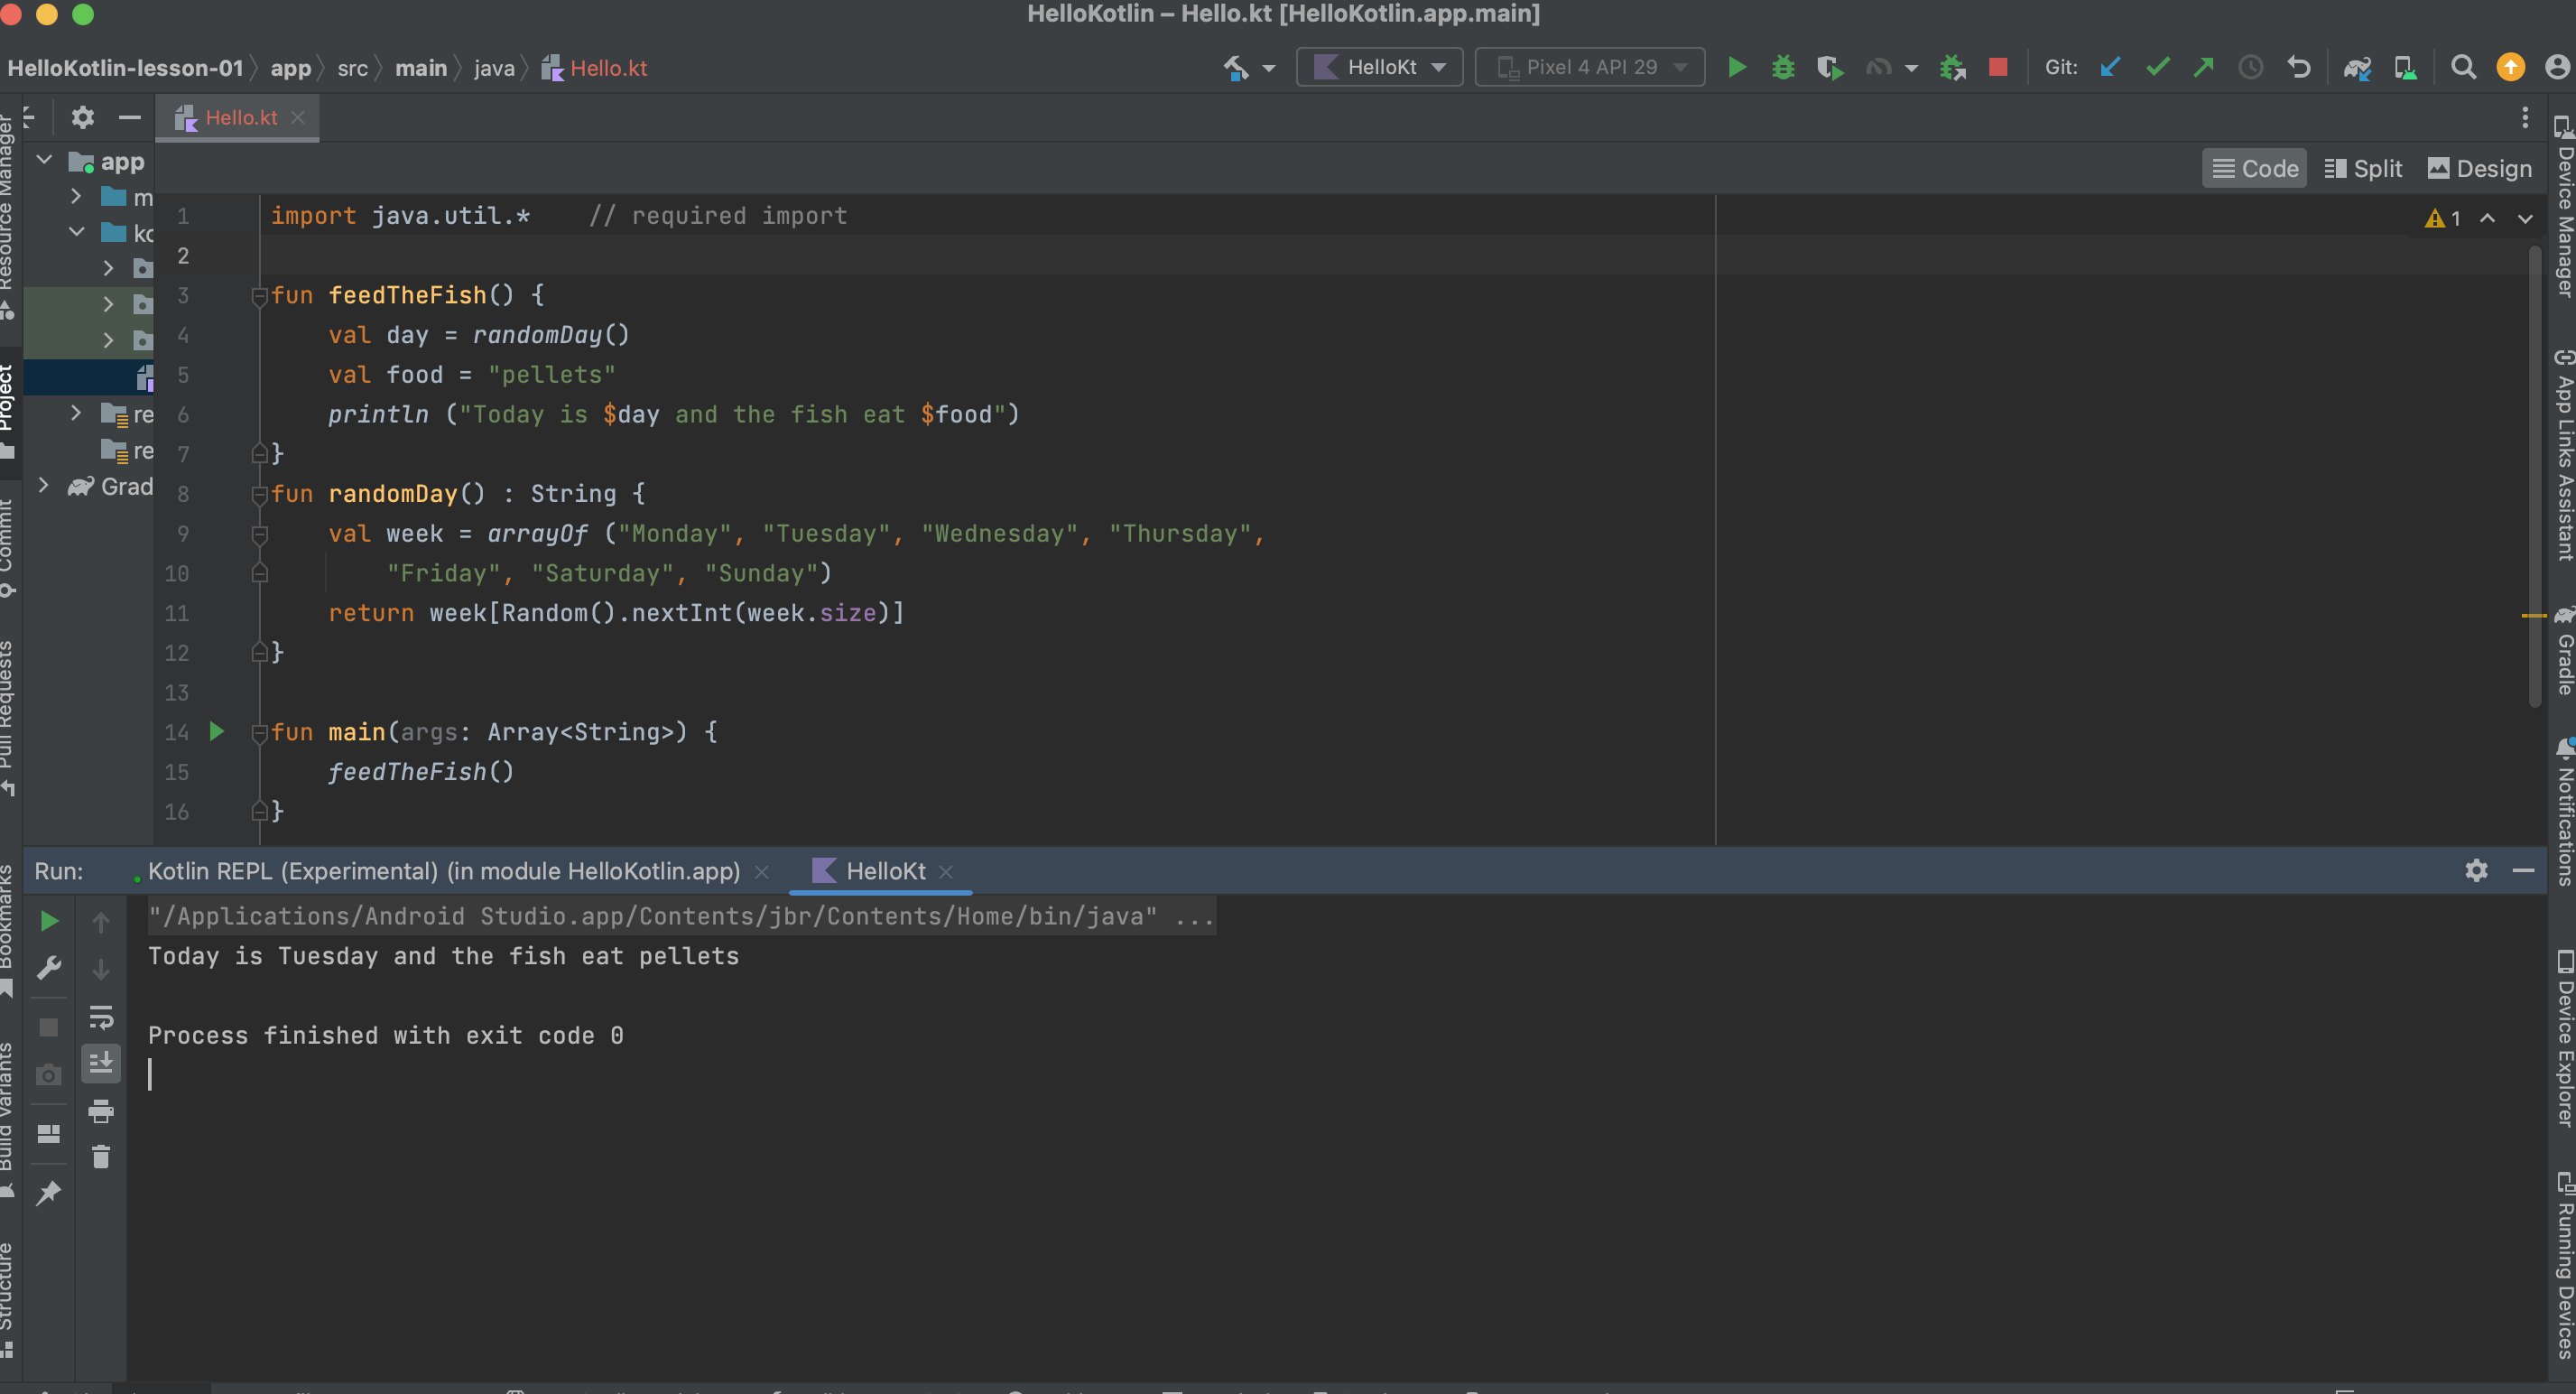 HelloKotlin – Hello.kt [HelloKotlin.app.main]
HelloKotlin-lesson-01 app src main java Hello.kt
HelloKt
Pixel 4 API 29
Git:
Hello.kt
Code Split Design
app
m
re
re
Grad
1
1 import java.util.* // required import
2
3 fun feedTheFish() {
4 val day = randomDay()
5 val food = "pellets"
6 println ("Today is $day and the fish eat $food")
7 }
8 fun randomDay() : String {
9 val week = arrayOf ("Monday", "Tuesday", "Wednesday", "Thursday",
10 "Friday", "Saturday", "Sunday")
11 return week[Random().nextInt(week.size)]
12 }
13
14 fun main(args: Array<String>) {
15 feedTheFish()
16 }
Run: Kotlin REPL (Experimental) (in module HelloKotlin.app) HelloKt
"/Applications/Android Studio.app/Contents/jbr/Contents/Home/bin/java" ...
Today is Tuesday and the fish eat pellets
Process finished with exit code 0
Resource Manager
Project
Commit
Pull Requests
Bookmarks
Build Variants
Structure
Device Manager
App Links Assistant
Gradle
Notifications
Device Explorer
Running Devices